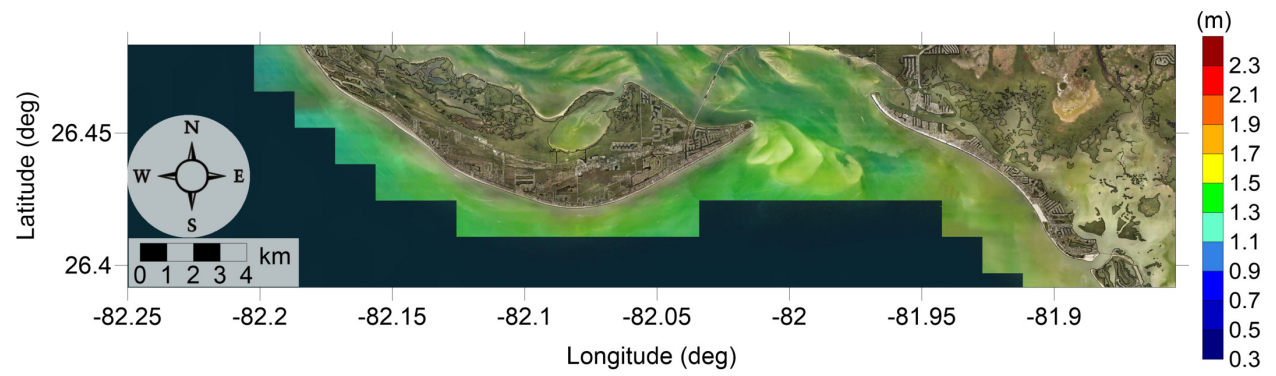 (m)
2.3
2.1
1.9
1.7
1.5
1.3
1.1
0.9
0.7
0.5
0.3
Latitude (deg)
26.45
26.4
N
W E
S
km
0 1 2 3 4
-82.25 -82.2 -82.15 -82.1 -82.05 -82 -81.95 -81.9
Longitude (deg)